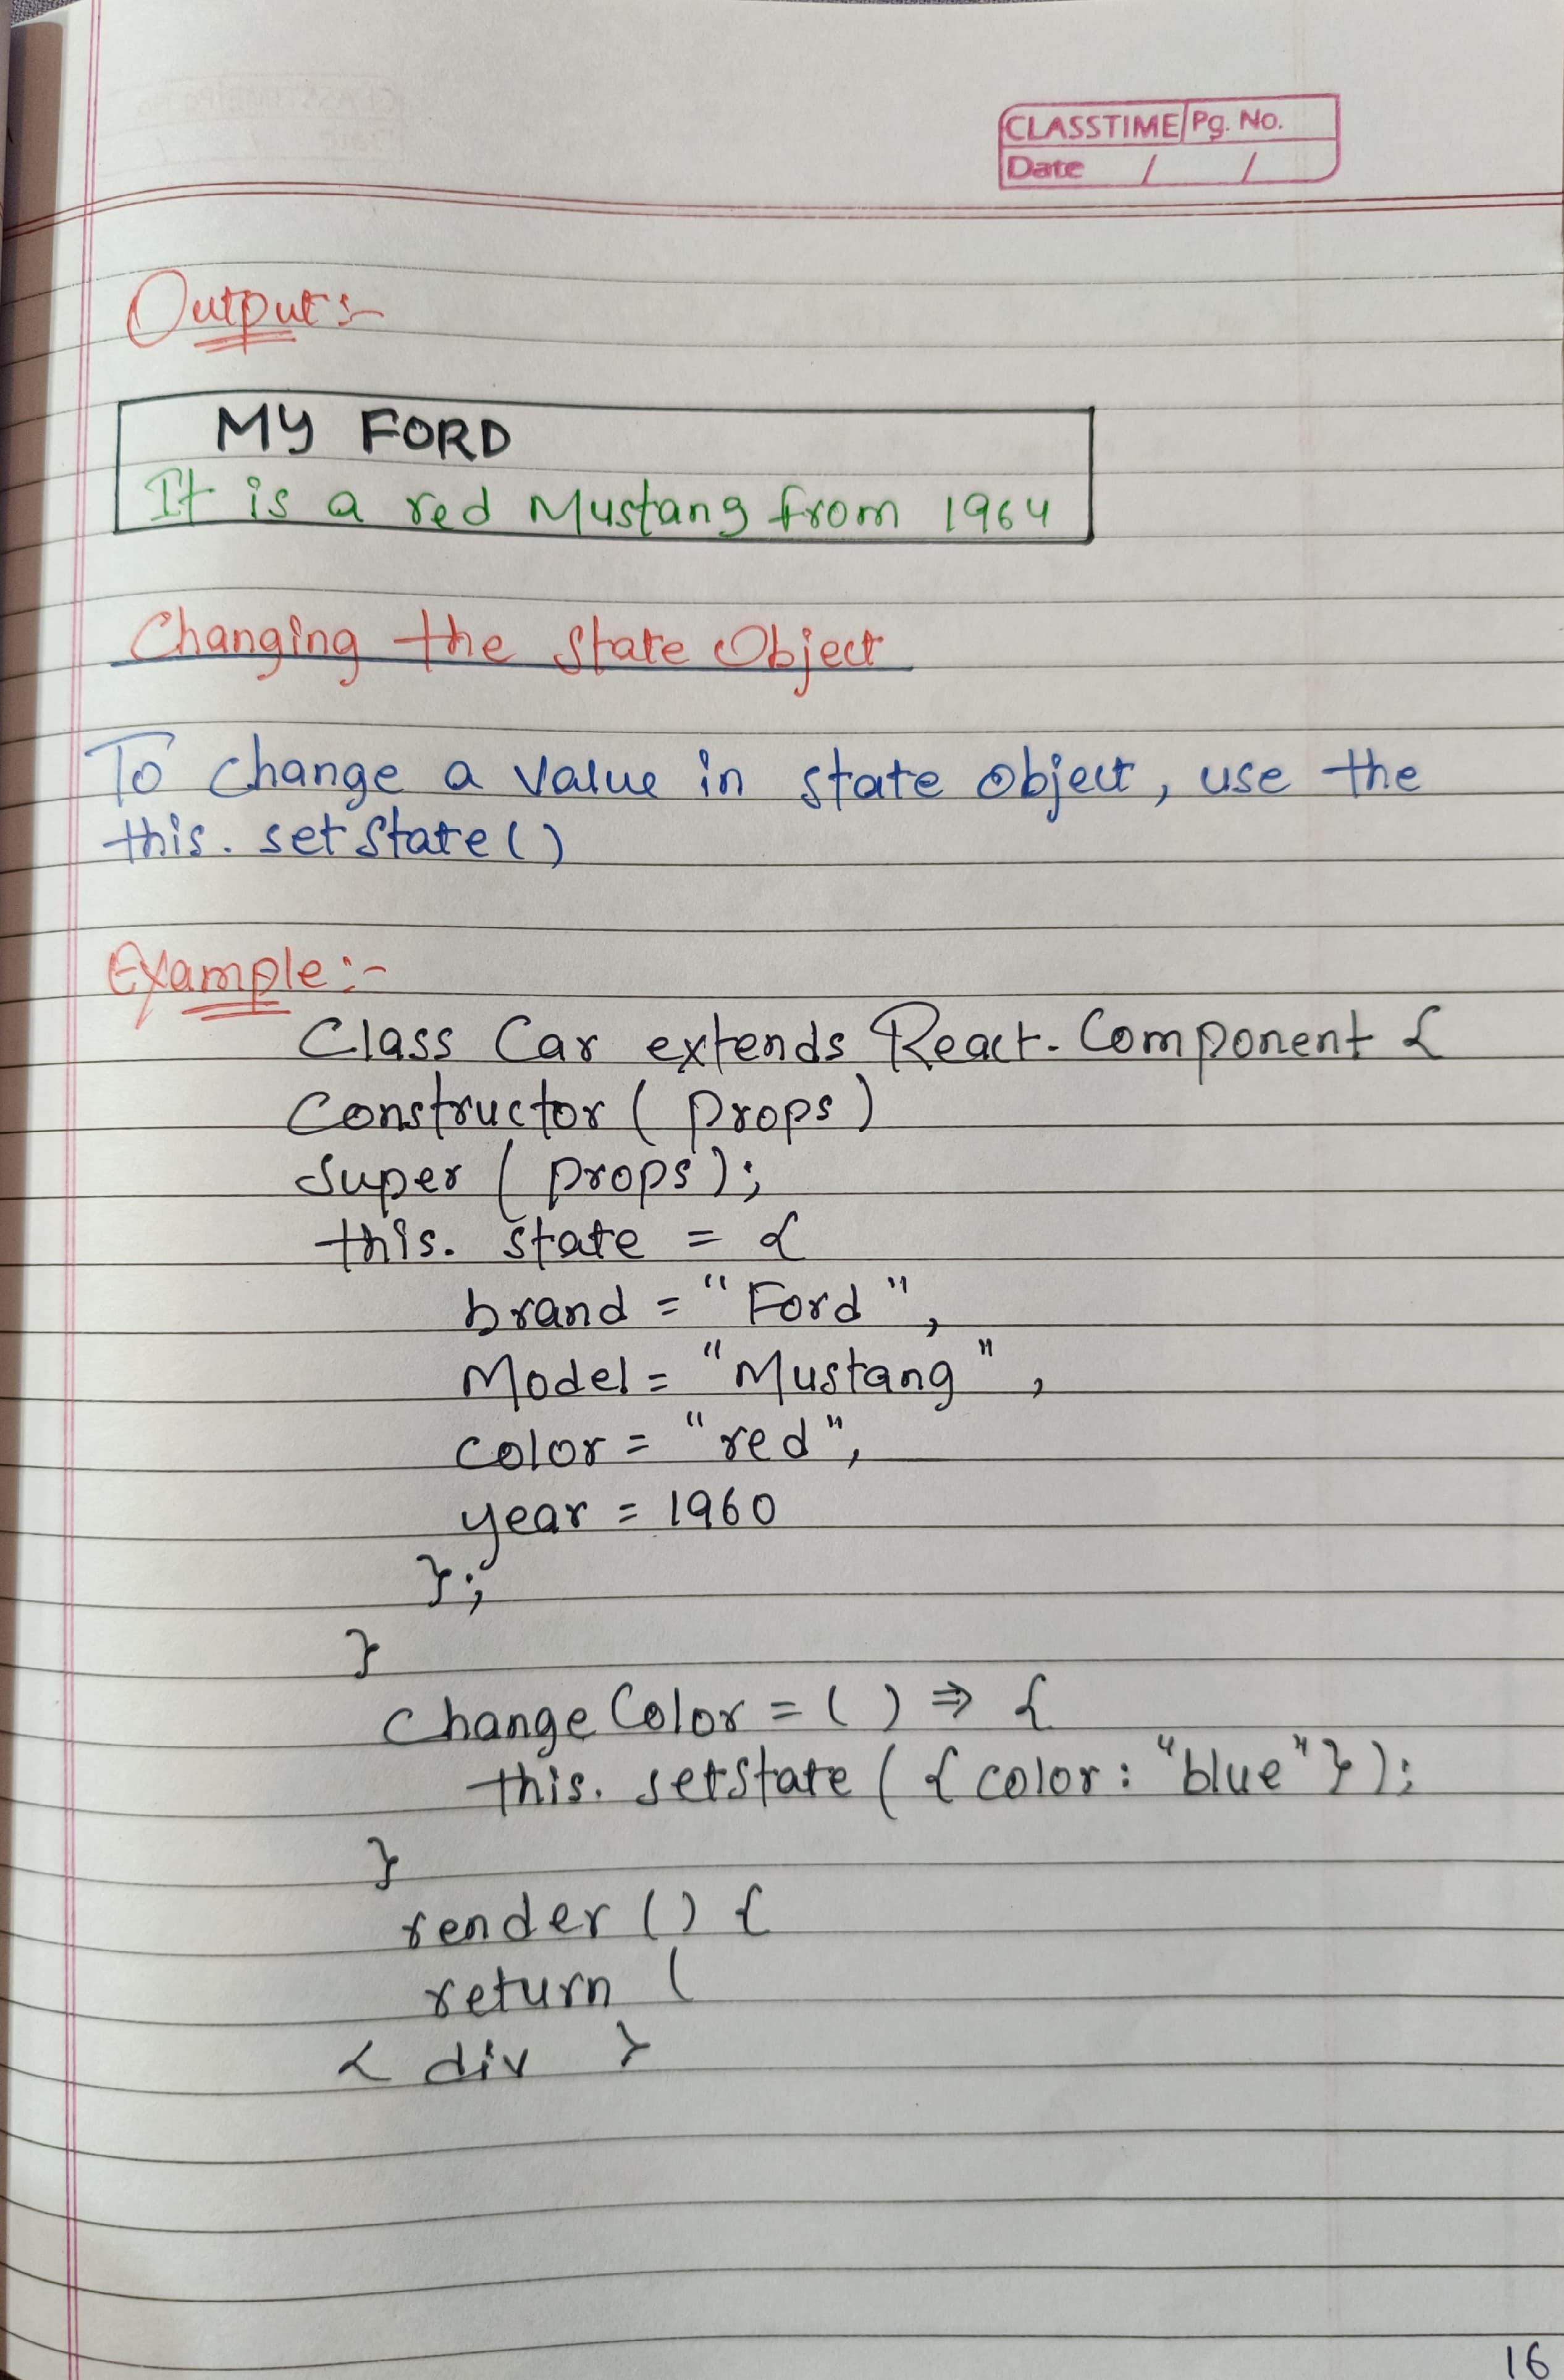 CLASSTIME Pg. No.
Date / /
Output :-
MY FORD
It is a red Mustang from 1964
Changing the State Object
To change a value in state object, use the
this. setState()
Example :-
Class Car extends React. Component {
Constructor ( props )
Super ( props );
this. state = {
brand = "Ford",
Model = "Mustang",
color = "red",
year = 1960
};
}
change Color = ( ) => {
this. setState ( { color : "blue" } );
}
render () {
return (
< div >
16